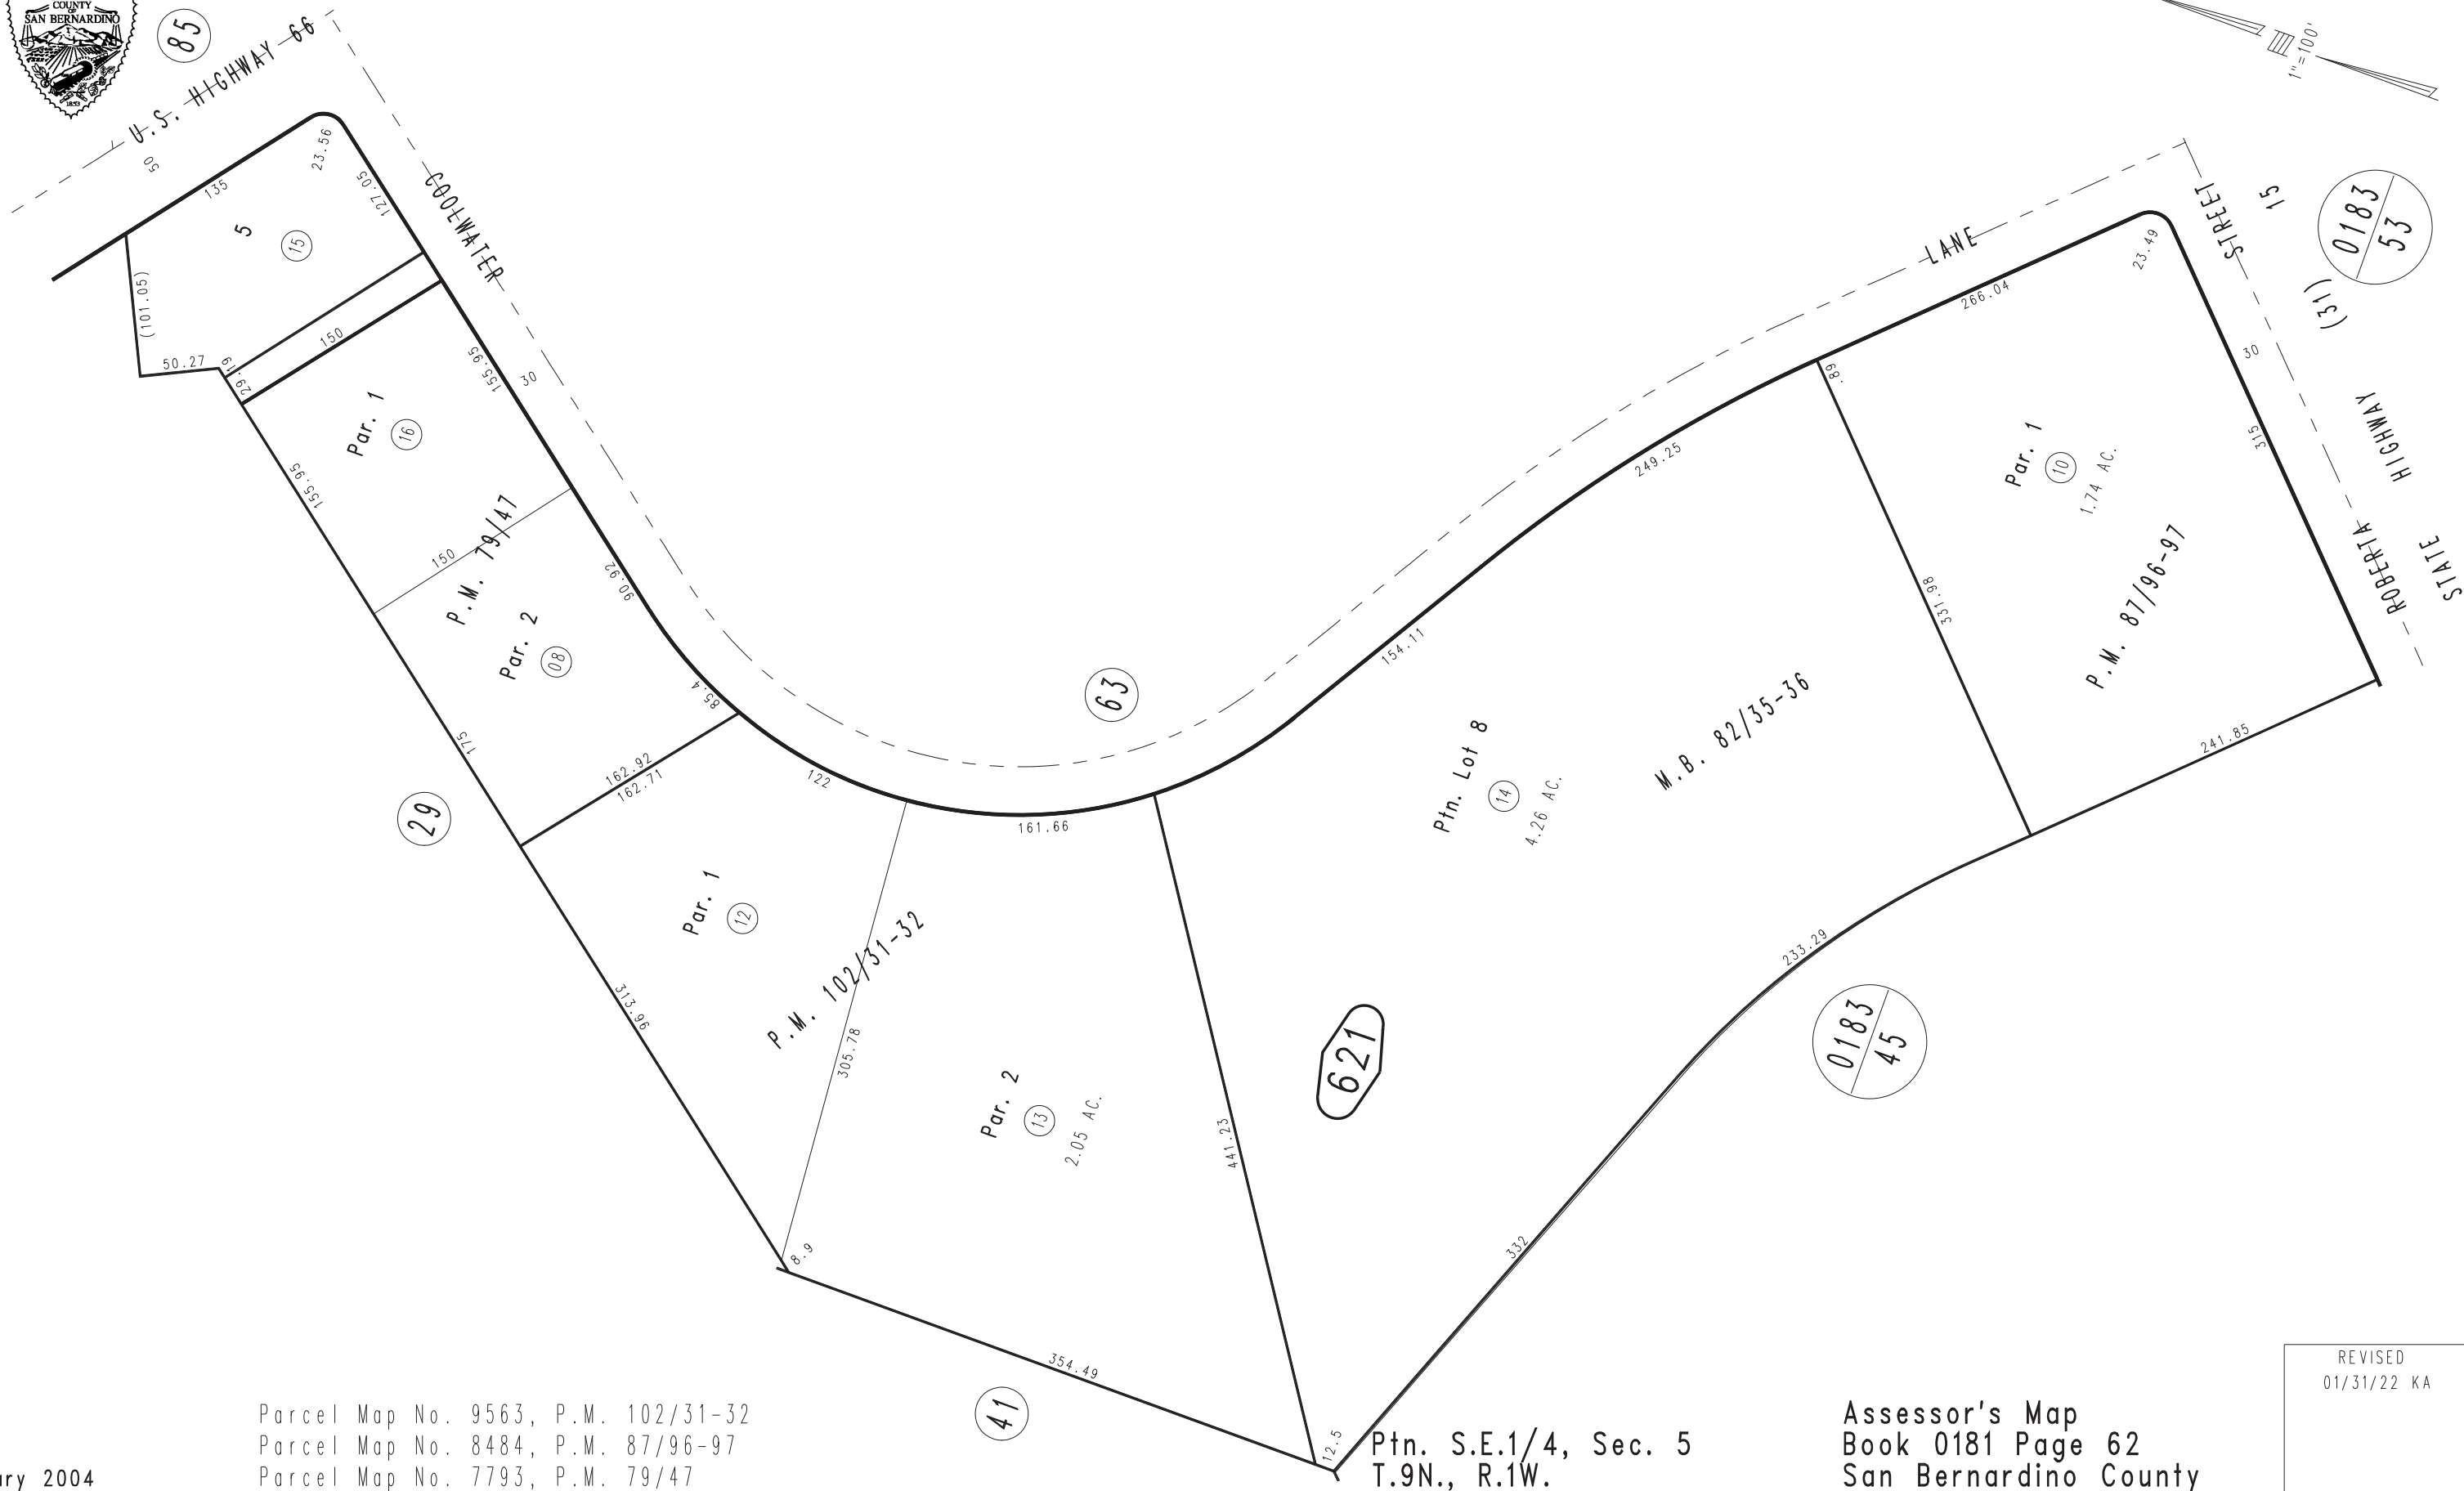 COUNTY
OF
SAN BERNARDINO
1853
85
U.S. HIGHWAY 66
50
135
23.56
127.05
5
15
(101.05)
50.27
29.19
150
COOLWATER
155.95
30
Par. 1
16
155.95
P.M. 79/47
150
Par. 2
08
90.92
85.4
175
162.92
162.71
29
122
63
161.66
Par. 1
12
P.M. 102/31-32
313.96
305.78
8.9
Par. 2
13
2.05 AC.
441.23
354.49
41
12.5
621
332
233.29
0183
45
154.11
249.25
Ptn. Lot 8
14
4.26 AC.
M.B. 82/35-36
LANE
266.04
.89
331.98
Par. 1
10
1.74 AC.
P.M. 87/96-97
241.85
23.49
315
30
ROBERTA STREET
STATE HIGHWAY (31) 15
0183
53
1"=100'
REVISED
01/31/22 KA
Parcel Map No. 9563, P.M. 102/31-32
Parcel Map No. 8484, P.M. 87/96-97
Parcel Map No. 7793, P.M. 79/47
ry 2004
Ptn. S.E.1/4, Sec. 5
T.9N., R.1W.
Assessor's Map
Book 0181 Page 62
San Bernardino County